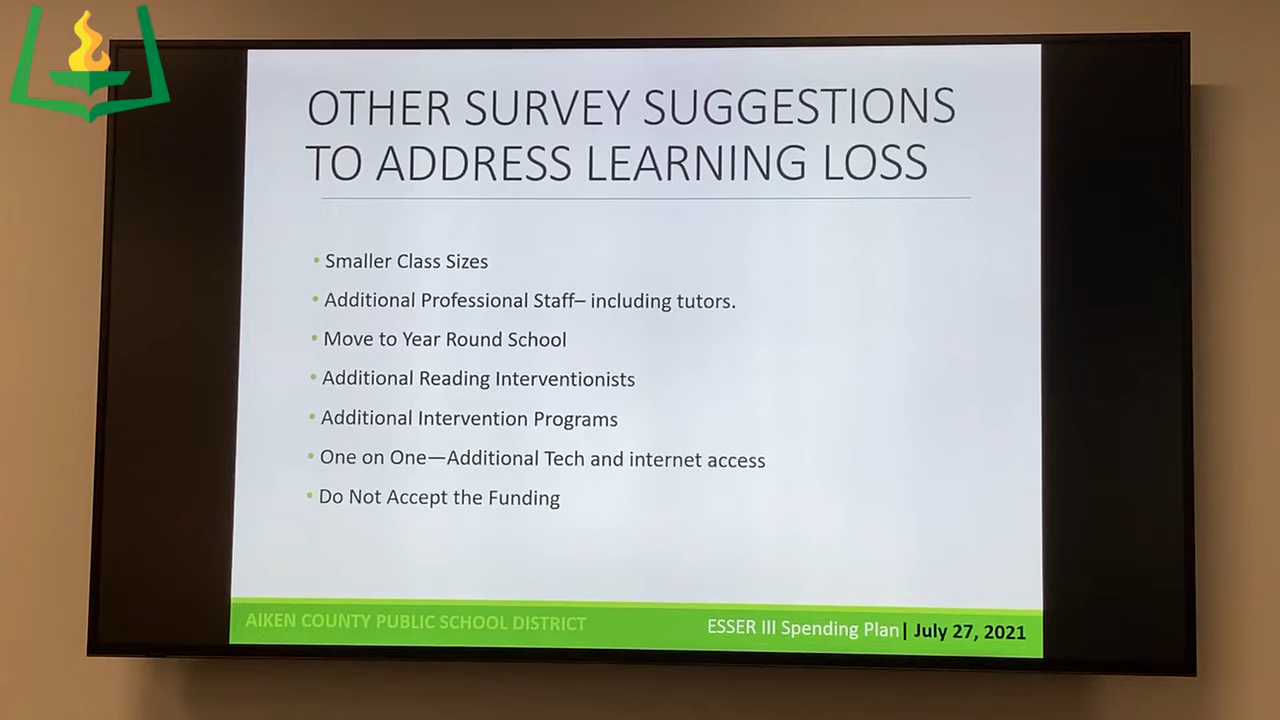 OTHER SURVEY SUGGESTIONS
TO ADDRESS LEARNING LOSS
• Smaller Class Sizes
• Additional Professional Staff– including tutors.
• Move to Year Round School
• Additional Reading Interventionists
• Additional Intervention Programs
• One on One—Additional Tech and internet access
• Do Not Accept the Funding
AIKEN COUNTY PUBLIC SCHOOL DISTRICT
ESSER III Spending Plan| July 27, 2021